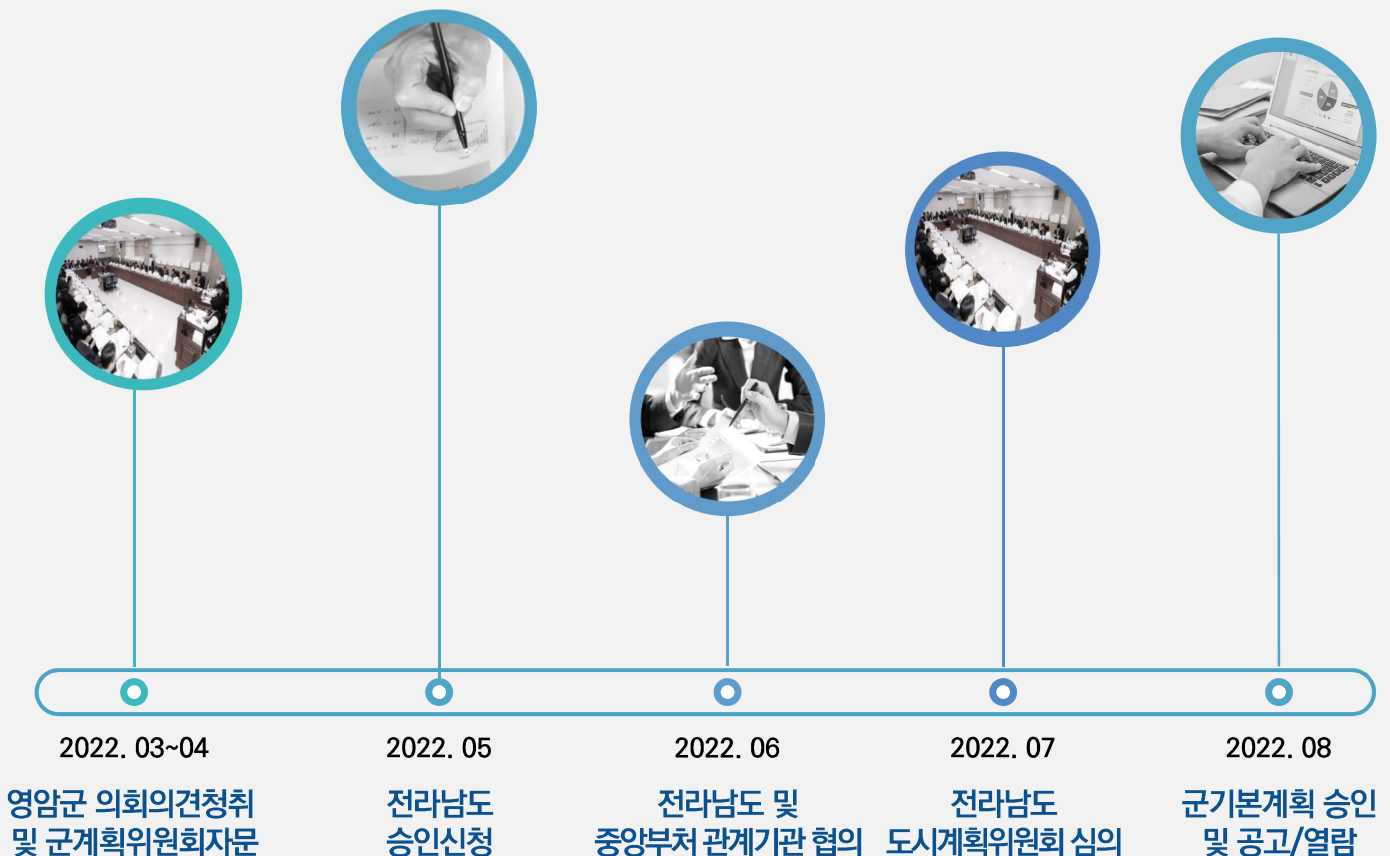 2022. 03~04
영암군 의회의견청취
및 군계획위원회자문
2022. 05
전라남도
승인신청
2022. 06
전라남도 및
중앙부처 관계기관 협의
2022. 07
전라남도
도시계획위원회 심의
2022. 08
군기본계획 승인
및 공고/열람